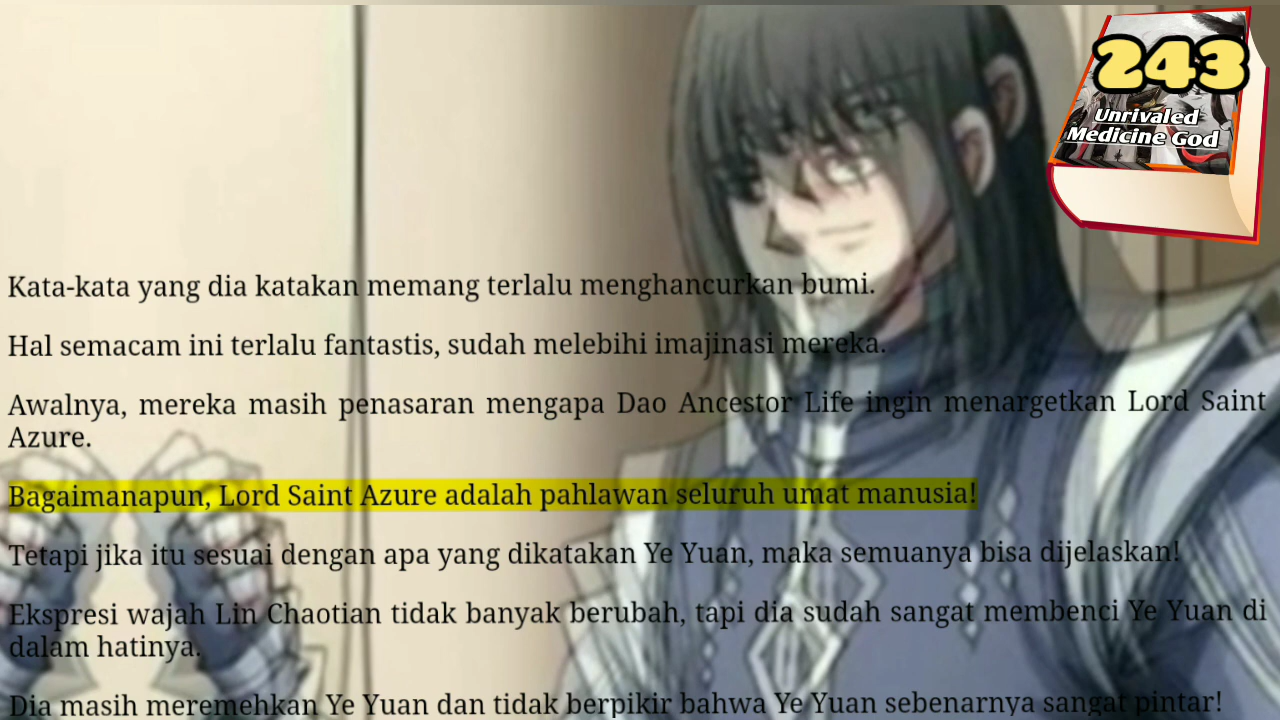 243
Unrivaled
Medicine God
Kata-kata yang dia katakan memang terlalu menghancurkan bumi.
Hal semacam ini terlalu fantastis, sudah melebihi imajinasi mereka.
Awalnya, mereka masih penasaran mengapa Dao Ancestor Life ingin menargetkan Lord Saint
Azure.
Bagaimanapun, Lord Saint Azure adalah pahlawan seluruh umat manusia!
Tetapi jika itu sesuai dengan apa yang dikatakan Ye Yuan, maka semuanya bisa dijelaskan!
Ekspresi wajah Lin Chaotian tidak banyak berubah, tapi dia sudah sangat membenci Ye Yuan di
dalam hatinya.
Dia masih meremehkan Ye Yuan dan tidak berpikir bahwa Ye Yuan sebenarnya sangat pintar!